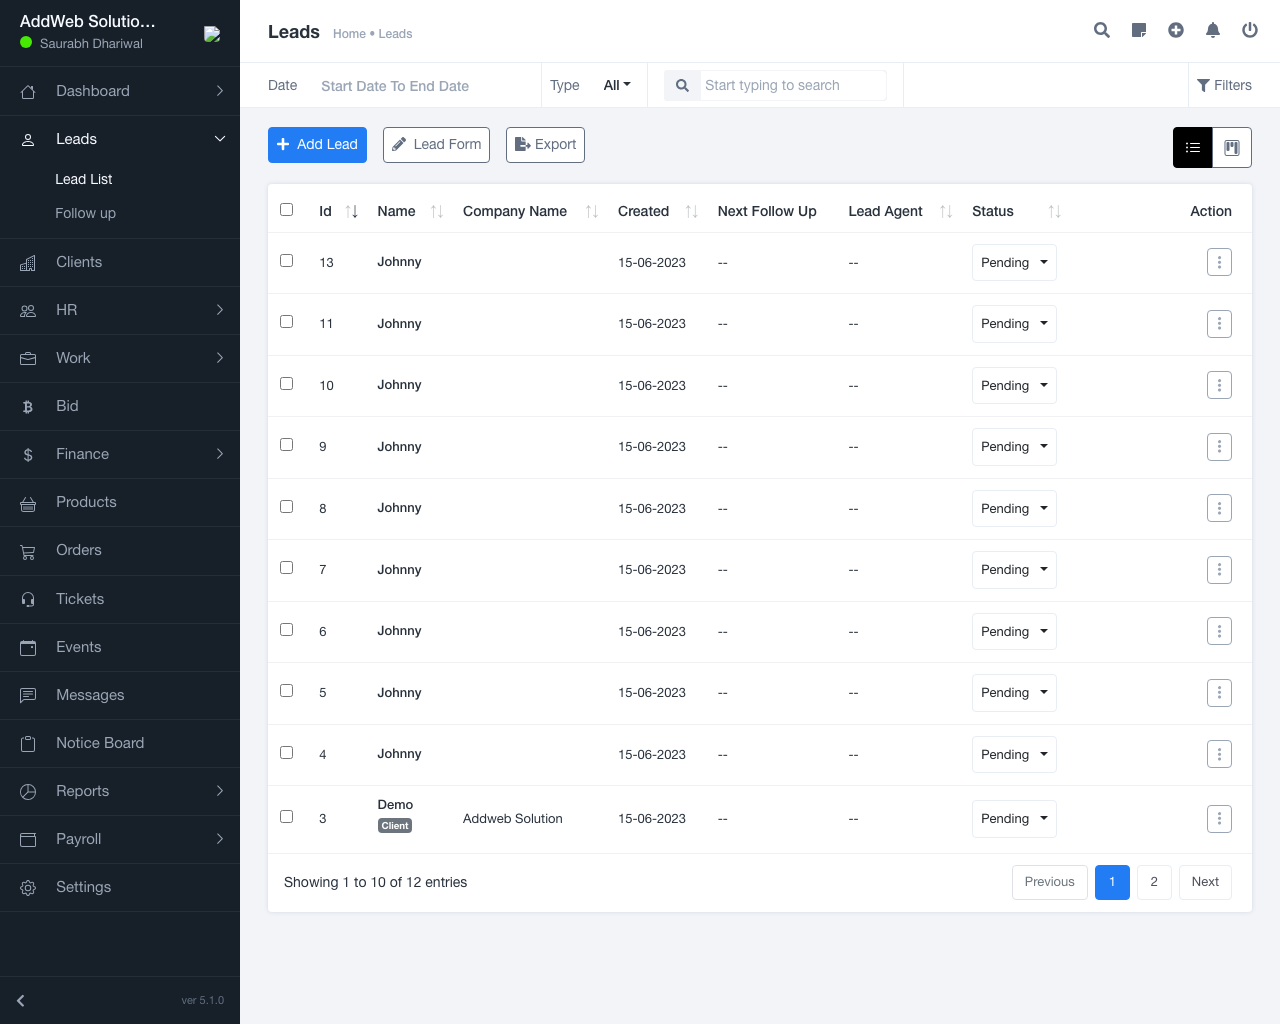 AddWeb Solutio...
Saurabh Dhariwal
Dashboard
Leads
Lead List
Follow up
Clients
HR
Work
Bid
Finance
Products
Orders
Tickets
Events
Messages
Notice Board
Reports
Payroll
Settings
ver 5.1.0
Leads Home • Leads
Date Start Date To End Date Type All Start typing to search Filters
Add Lead Lead Form Export
Id Name Company Name Created Next Follow Up Lead Agent Status Action
13 Johnny 15-06-2023 -- -- Pending
11 Johnny 15-06-2023 -- -- Pending
10 Johnny 15-06-2023 -- -- Pending
9 Johnny 15-06-2023 -- -- Pending
8 Johnny 15-06-2023 -- -- Pending
7 Johnny 15-06-2023 -- -- Pending
6 Johnny 15-06-2023 -- -- Pending
5 Johnny 15-06-2023 -- -- Pending
4 Johnny 15-06-2023 -- -- Pending
3 Demo Client Addweb Solution 15-06-2023 -- -- Pending
Showing 1 to 10 of 12 entries Previous 1 2 Next